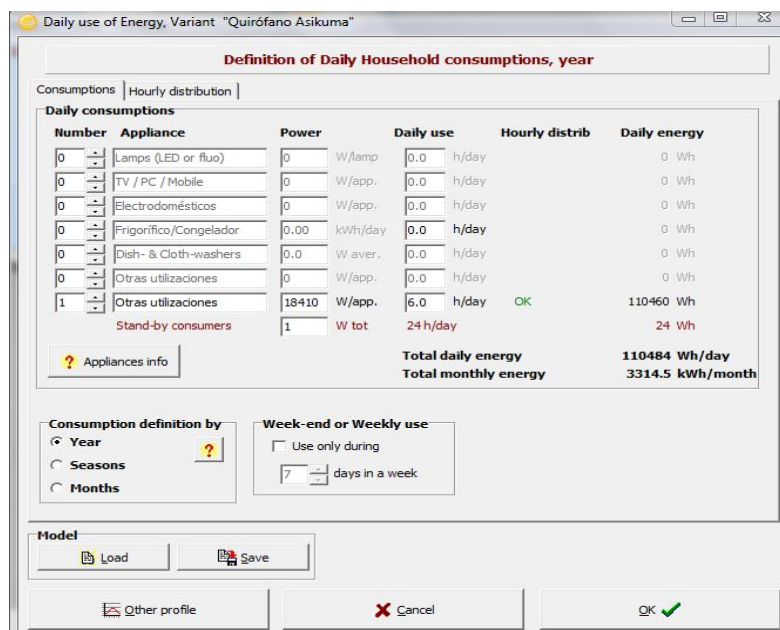 Daily use of Energy, Variant "Quirófano Asikuma"
Definition of Daily Household consumptions, year
Consumptions Hourly distribution
Daily consumptions
Number Appliance Power Daily use Hourly distrib Daily energy
0 Lamps (LED or fluo) 0 W/lamp 0.0 h/day 0 Wh
0 TV / PC / Mobile 0 W/app. 0.0 h/day 0 Wh
0 Electrodomésticos 0 W/app. 0.0 h/day 0 Wh
0 Frigorífico/Congelador 0.00 kWh/day 0.0 h/day 0 Wh
0 Dish- & Cloth-washers 0.0 W aver. 0.0 h/day 0 Wh
0 Otras utilizaciones 0 W/app. 0.0 h/day 0 Wh
1 Otras utilizaciones 18410 W/app. 6.0 h/day OK 110460 Wh
Stand-by consumers 1 W tot 24 h/day 24 Wh
? Appliances info
Total daily energy 110484 Wh/day
Total monthly energy 3314.5 kWh/month
Consumption definition by
Year
?
Seasons
Months
Week-end or Weekly use
Use only during
7 days in a week
Model
Load Save
Other profile Cancel OK